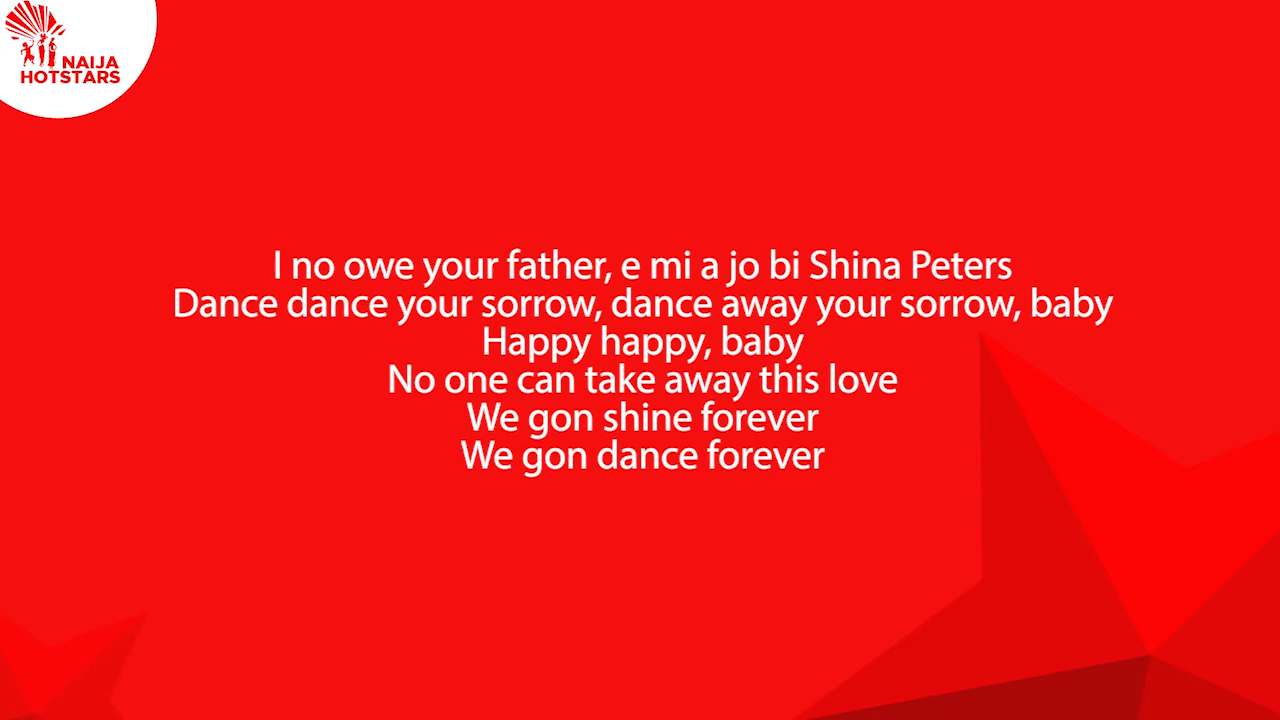 NAIJA
HOTSTARS
I no owe your father, e mi a jo bi Shina Peters
Dance dance your sorrow, dance away your sorrow, baby
Happy happy, baby
No one can take away this love
We gon shine forever
We gon dance forever